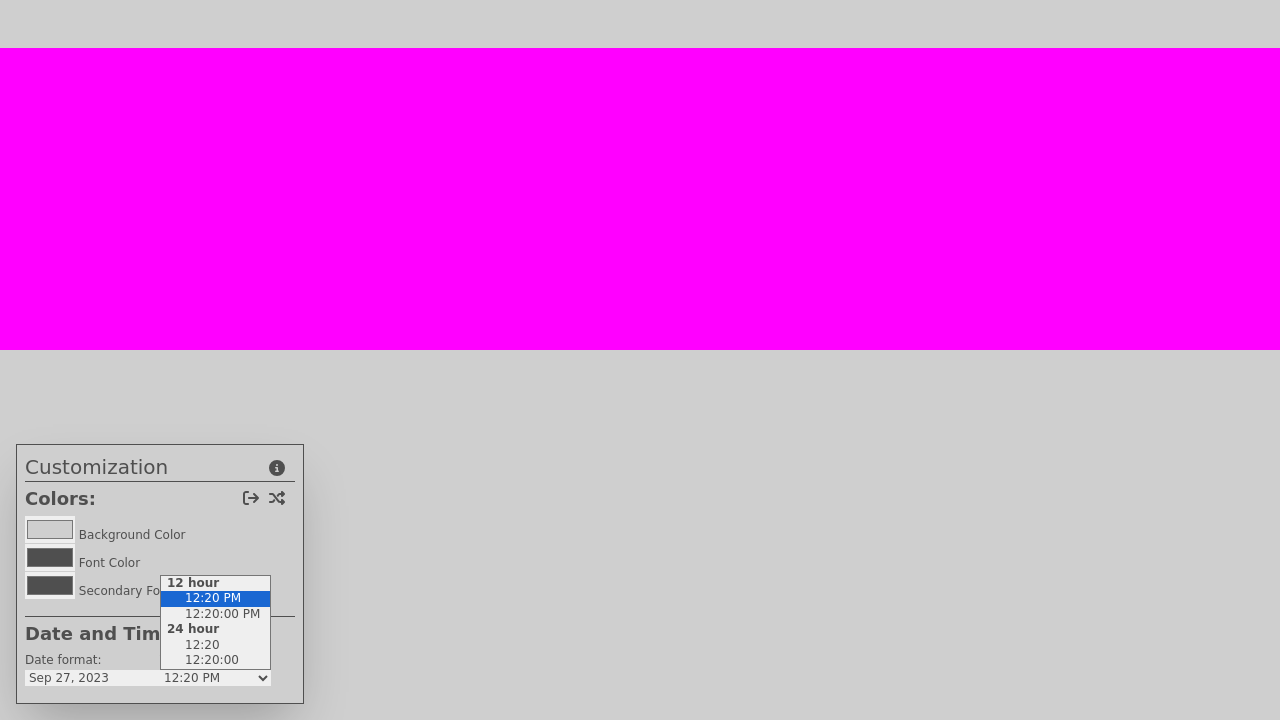 Customization
Colors:
Background Color
Font Color
Secondary Fo
12 hour
12:20 PM
12:20:00 PM
24 hour
12:20
12:20:00
Date and Tim
Date format:
Sep 27, 2023
12:20 PM